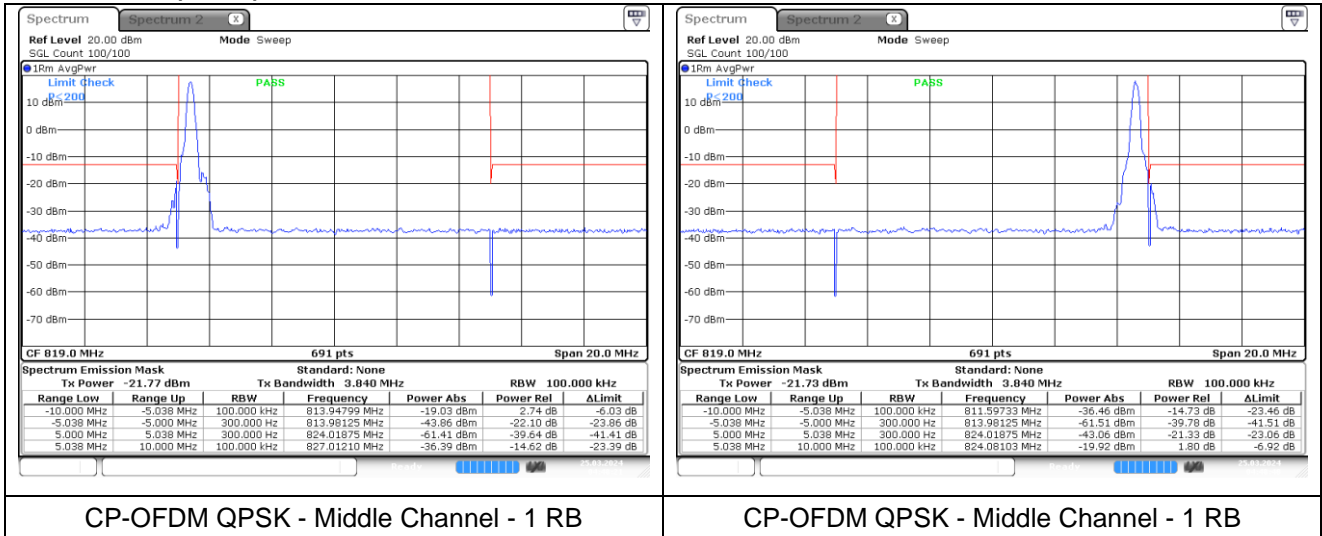 Spectrum Spectrum 2 X
Ref Level 20.00 dBm Mode Sweep
SGL Count 100/100
1Rm AvgPwr
Limit Check PASS
P<200
10 dBm
0 dBm
-10 dBm
-20 dBm
-30 dBm
-40 dBm
-50 dBm
-60 dBm
-70 dBm
CF 819.0 MHz 691 pts Span 20.0 MHz
Spectrum Emission Mask Standard: None
Tx Power -21.77 dBm Tx Bandwidth 3.840 MHz RBW 100.000 kHz
Range Low Range Up RBW Frequency Power Abs Power Rel ΔLimit
-10.000 MHz -5.038 MHz 100.000 kHz 813.94799 MHz -19.03 dBm 2.74 dB -6.03 dB
-5.038 MHz -5.000 MHz 300.000 Hz 813.98125 MHz -43.86 dBm -22.10 dB -23.86 dB
5.000 MHz 5.038 MHz 300.000 Hz 824.01875 MHz -61.41 dBm -39.64 dB -41.41 dB
5.038 MHz 10.000 MHz 100.000 kHz 827.01210 MHz -36.39 dBm -14.62 dB -23.39 dB
Ready 25.03.2024
CP-OFDM QPSK - Middle Channel - 1 RB
Spectrum Spectrum 2 X
Ref Level 20.00 dBm Mode Sweep
SGL Count 100/100
1Rm AvgPwr
Limit Check PASS
P<200
10 dBm
0 dBm
-10 dBm
-20 dBm
-30 dBm
-40 dBm
-50 dBm
-60 dBm
-70 dBm
CF 819.0 MHz 691 pts Span 20.0 MHz
Spectrum Emission Mask Standard: None
Tx Power -21.73 dBm Tx Bandwidth 3.840 MHz RBW 100.000 kHz
Range Low Range Up RBW Frequency Power Abs Power Rel ΔLimit
-10.000 MHz -5.038 MHz 100.000 kHz 811.59733 MHz -36.46 dBm -14.73 dB -23.46 dB
-5.038 MHz -5.000 MHz 300.000 Hz 813.98125 MHz -61.51 dBm -39.78 dB -41.51 dB
5.000 MHz 5.038 MHz 300.000 Hz 824.01875 MHz -43.06 dBm -21.33 dB -23.06 dB
5.038 MHz 10.000 MHz 100.000 kHz 824.08103 MHz -19.92 dBm 1.80 dB -6.92 dB
Ready 25.03.2024
CP-OFDM QPSK - Middle Channel - 1 RB